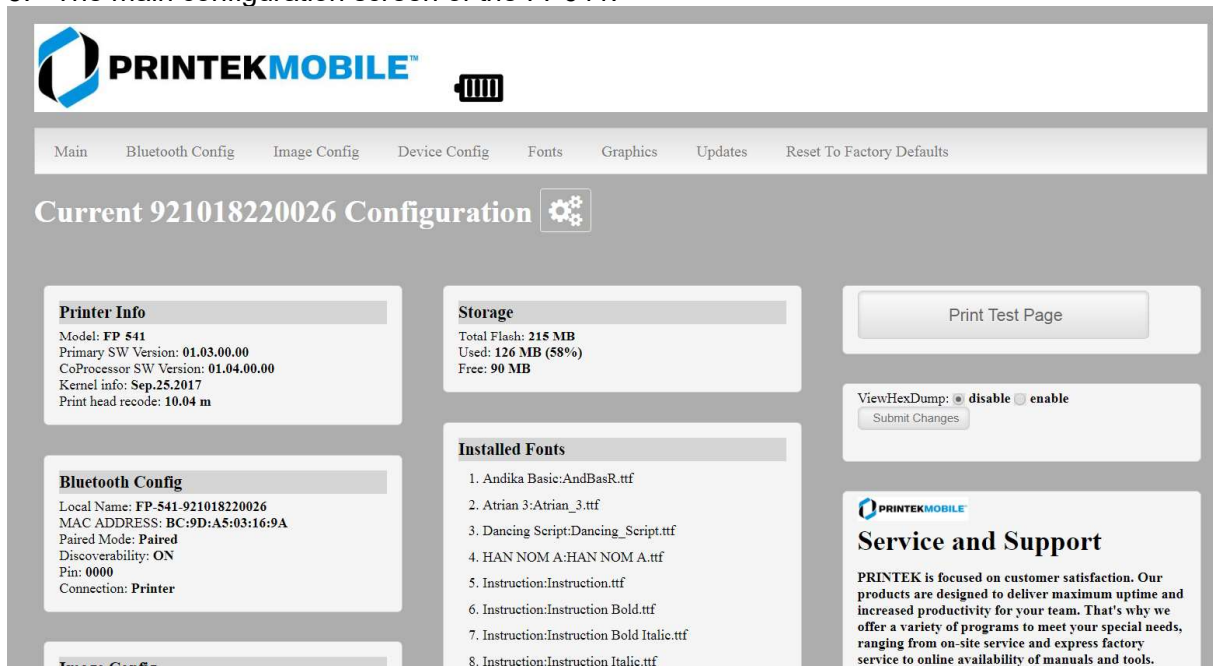 PRINTEKMOBILE™
Main Bluetooth Config Image Config Device Config Fonts Graphics Updates Reset To Factory Defaults
Current 921018220026 Configuration
Printer Info
Model: FP 541
Primary SW Version: 01.03.00.00
CoProcessor SW Version: 01.04.00.00
Kernel info: Sep.25.2017
Print head recode: 10.04 m
Bluetooth Config
Local Name: FP-541-921018220026
MAC ADDRESS: BC:9D:A5:03:16:9A
Paired Mode: Paired
Discoverability: ON
Pin: 0000
Connection: Printer
Storage
Total Flash: 215 MB
Used: 126 MB (58%)
Free: 90 MB
Installed Fonts
1. Andika Basic:AndBasR.ttf
2. Atrian 3:Atrian_3.ttf
3. Dancing Script:Dancing_Script.ttf
4. HAN NOM A:HAN NOM A.ttf
5. Instruction:Instruction.ttf
6. Instruction:Instruction Bold.ttf
7. Instruction:Instruction Bold Italic.ttf
8. Instruction:Instruction Italic.ttf
Print Test Page
ViewHexDump: disable enable
Submit Changes
PRINTEKMOBILE
Service and Support
PRINTEK is focused on customer satisfaction. Our
products are designed to deliver maximum uptime and
increased productivity for your team. That's why we
offer a variety of programs to meet your special needs,
ranging from on-site service and express factory
service to online availability of manuals and tools.